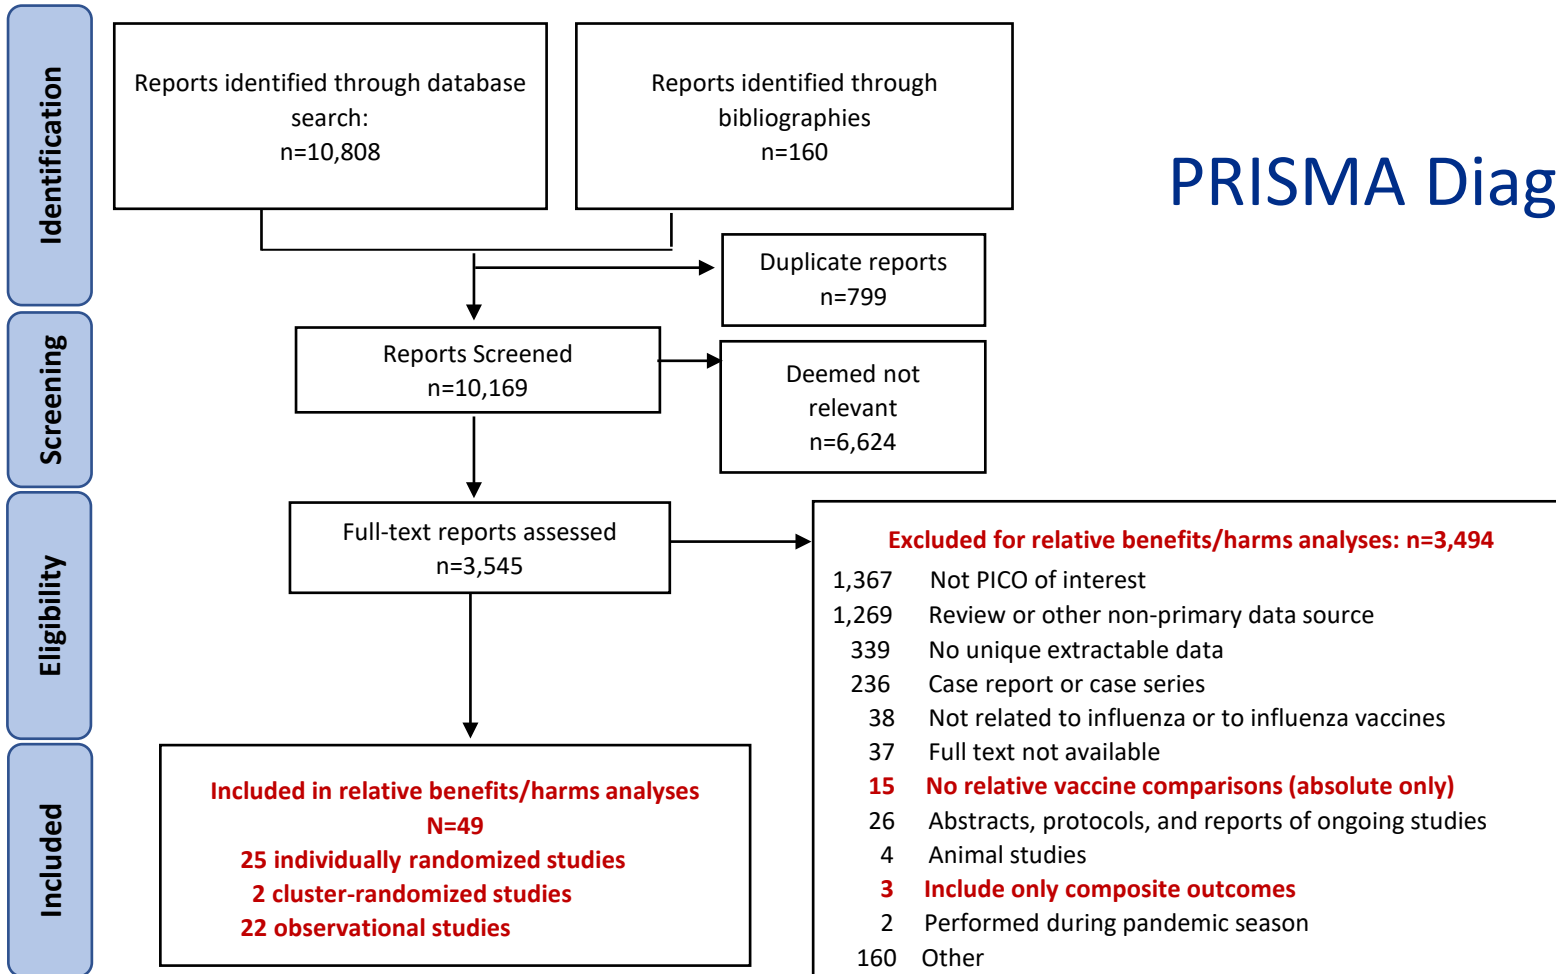 Identification
Reports identified through database
search:
n=10,808
Reports identified through
bibliographies
n=160
PRISMA Diag
Duplicate reports
n=799
Screening
Reports Screened
n=10,169
Deemed not
relevant
n=6,624
Eligibility
Full-text reports assessed
n=3,545
Excluded for relative benefits/harms analyses: n=3,494
1,367 Not PICO of interest
1,269 Review or other non-primary data source
339 No unique extractable data
236 Case report or case series
38 Not related to influenza or to influenza vaccines
37 Full text not available
15 No relative vaccine comparisons (absolute only)
26 Abstracts, protocols, and reports of ongoing studies
4 Animal studies
3 Include only composite outcomes
2 Performed during pandemic season
160 Other
Included
Included in relative benefits/harms analyses
N=49
25 individually randomized studies
2 cluster-randomized studies
22 observational studies